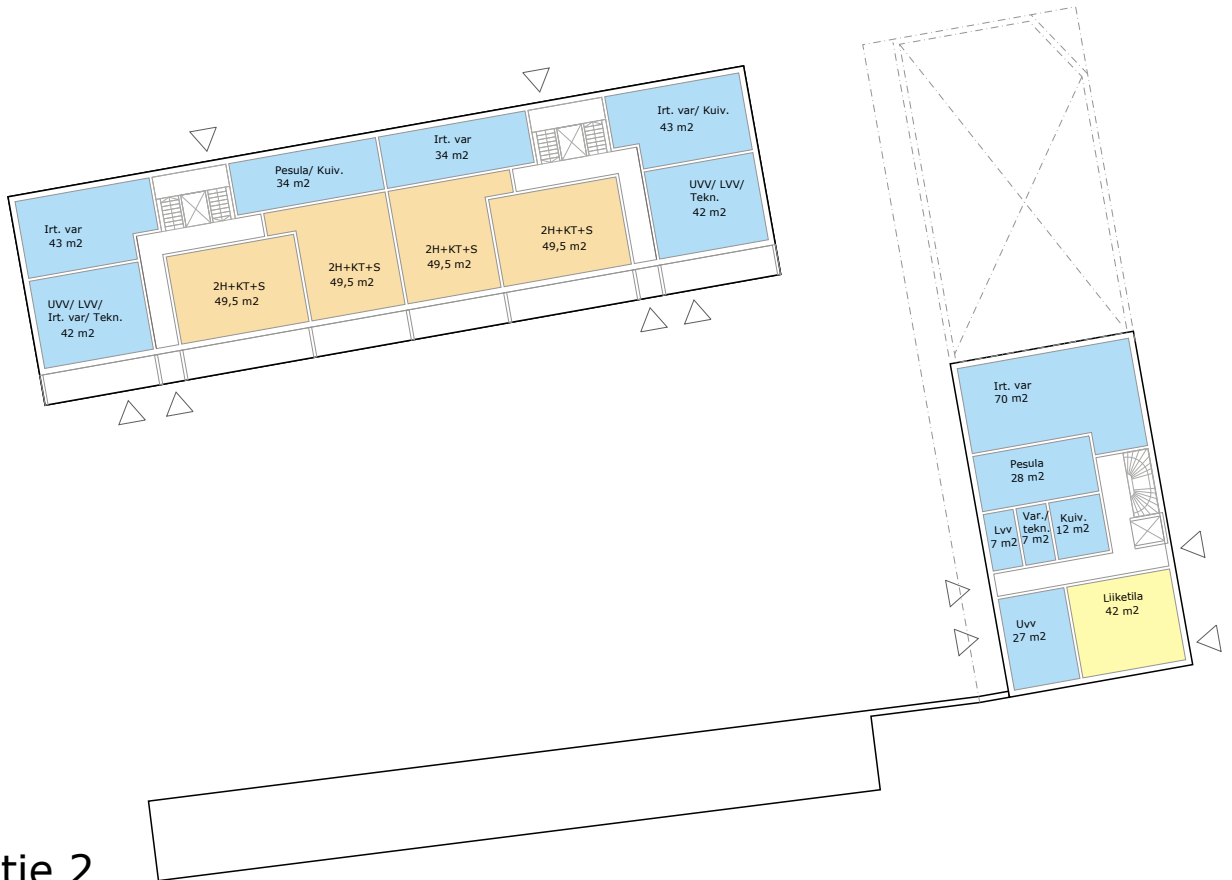 Irt. var/ Kuiv.
43 m2
Irt. var
34 m2
Pesula/ Kuiv.
34 m2
UVV/ LVV/
Tekn.
42 m2
Irt. var
43 m2
2H+KT+S
49,5 m2
2H+KT+S
49,5 m2
2H+KT+S
49,5 m2
2H+KT+S
49,5 m2
UVV/ LVV/
Irt. var/ Tekn.
42 m2
Irt. var
70 m2
Pesula
28 m2
Lvv
7 m2
Var./
tekn.
7 m2
Kuiv.
12 m2
Liiketila
42 m2
Uvv
27 m2
tie 2